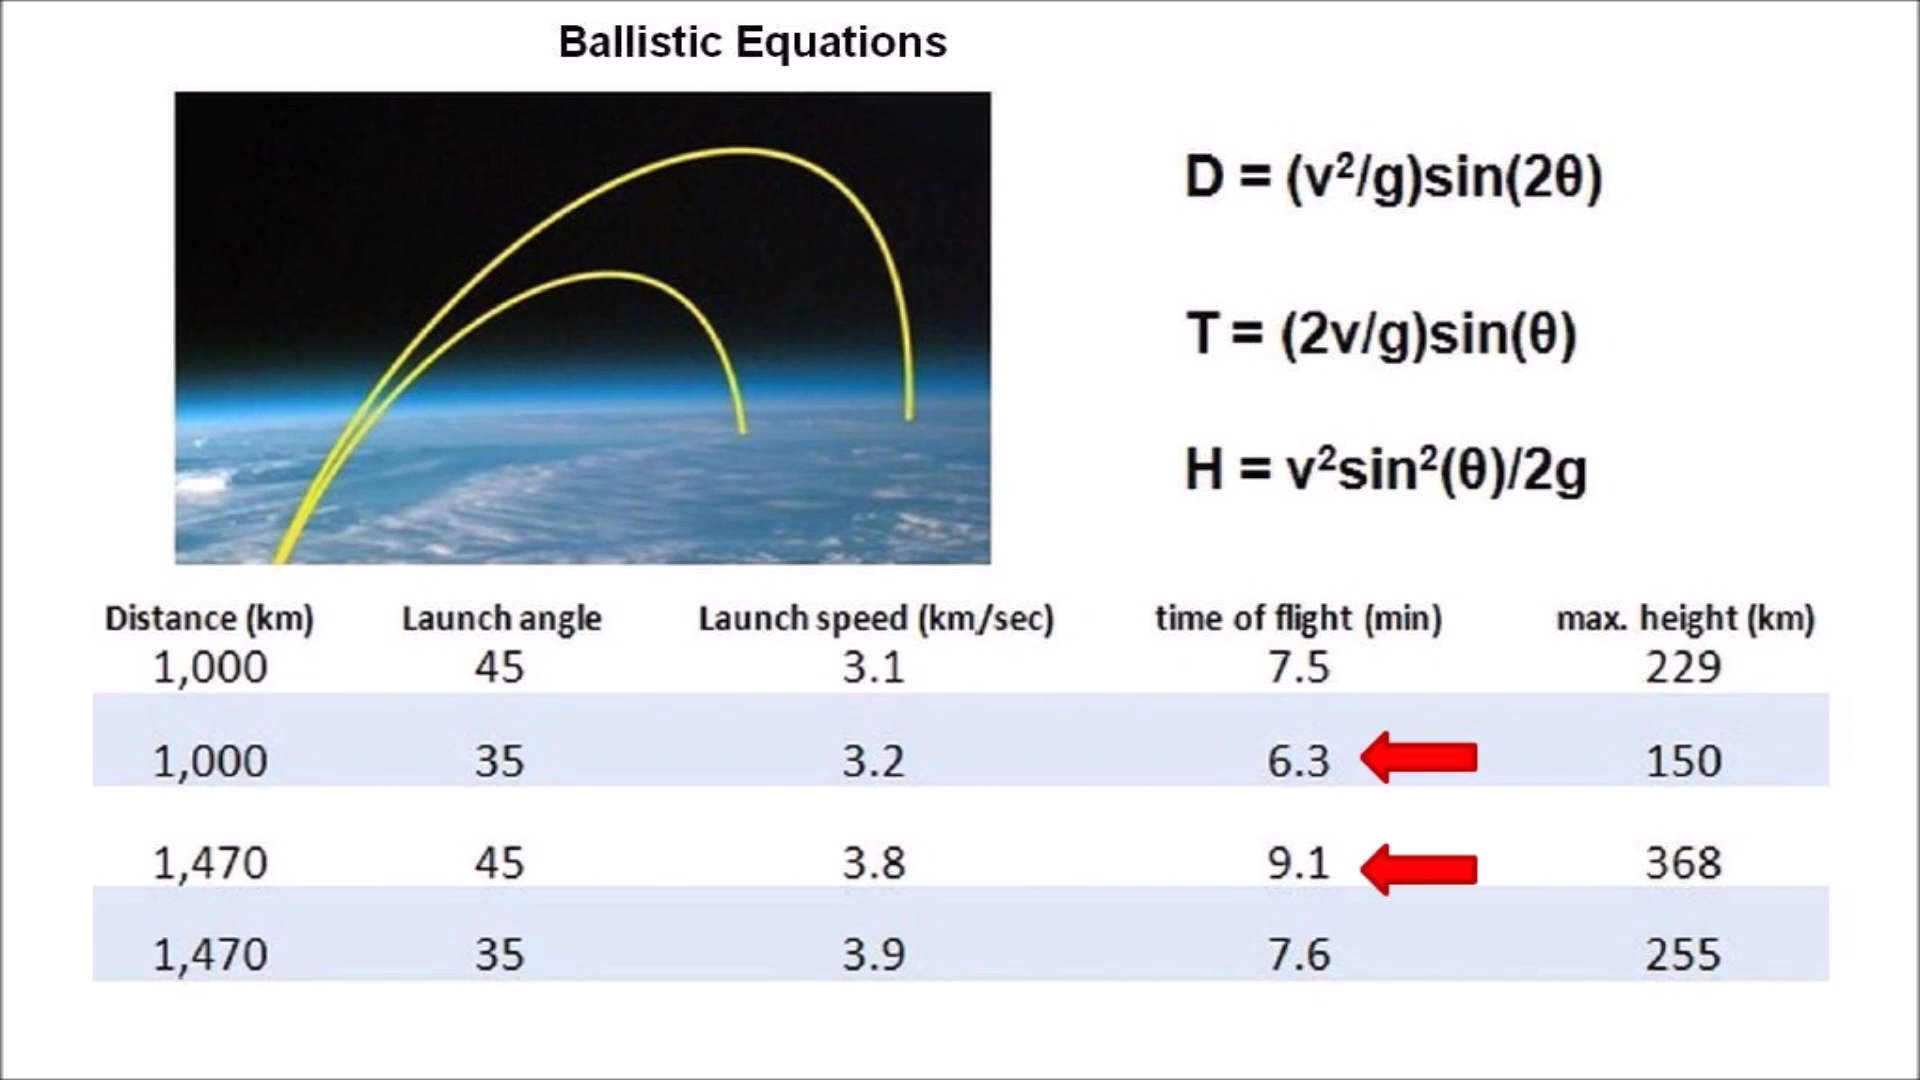 Ballistic Equations
D = (v²/g)sin(2θ)
T = (2v/g)sin(θ)
H = v²sin²(θ)/2g
Distance (km) Launch angle Launch speed (km/sec) time of flight (min) max. height (km)
1,000 45 3.1 7.5 229
1,000 35 3.2 6.3 150
1,470 45 3.8 9.1 368
1,470 35 3.9 7.6 255